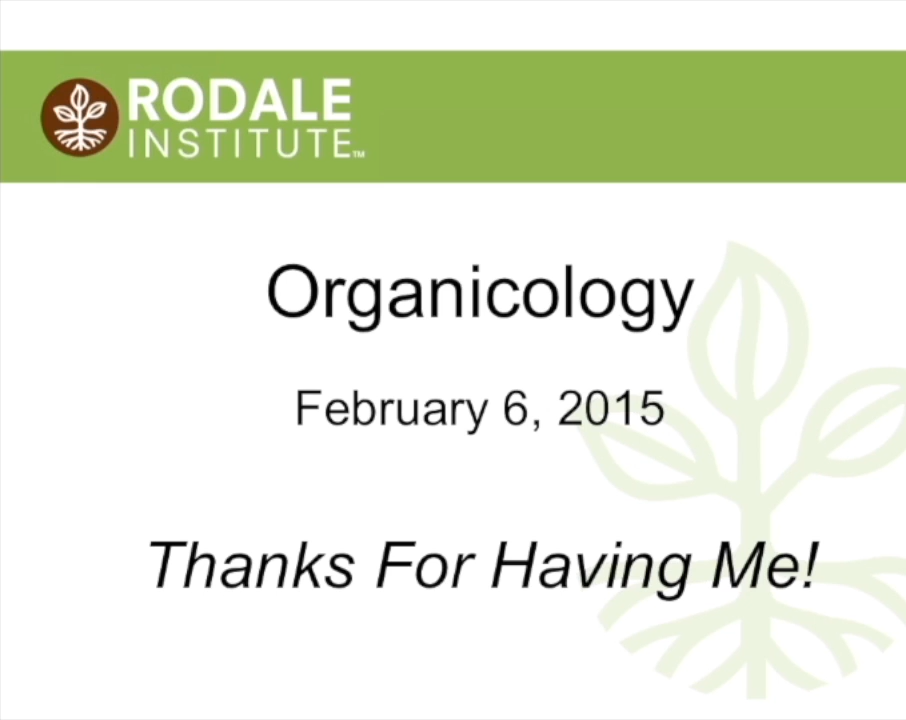 RODALE
INSTITUTE™
Organicology
February 6, 2015
Thanks For Having Me!